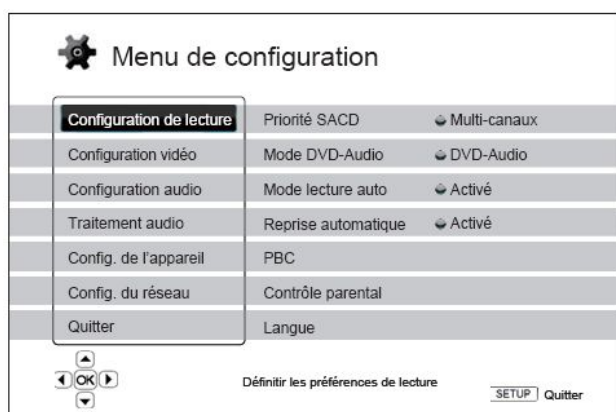 Menu de configuration
Configuration de lecture Priorité SACD Multi-canaux
Configuration vidéo Mode DVD-Audio DVD-Audio
Configuration audio Mode lecture auto Activé
Traitement audio Reprise automatique Activé
Config. de l'appareil PBC
Config. du réseau Contrôle parental
Quitter Langue
OK Définir les préférences de lecture SETUP Quitter